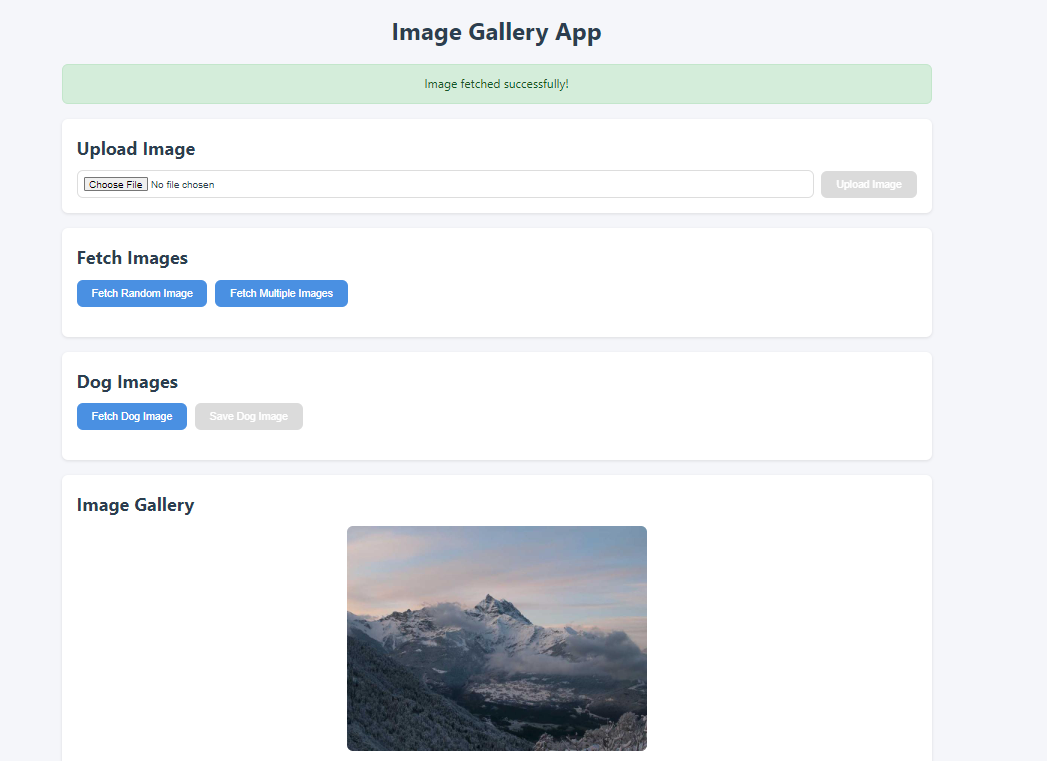 Image Gallery App
Image fetched successfully!
Upload Image
Choose File No file chosen Upload Image
Fetch Images
Fetch Random Image Fetch Multiple Images
Dog Images
Fetch Dog Image Save Dog Image
Image Gallery